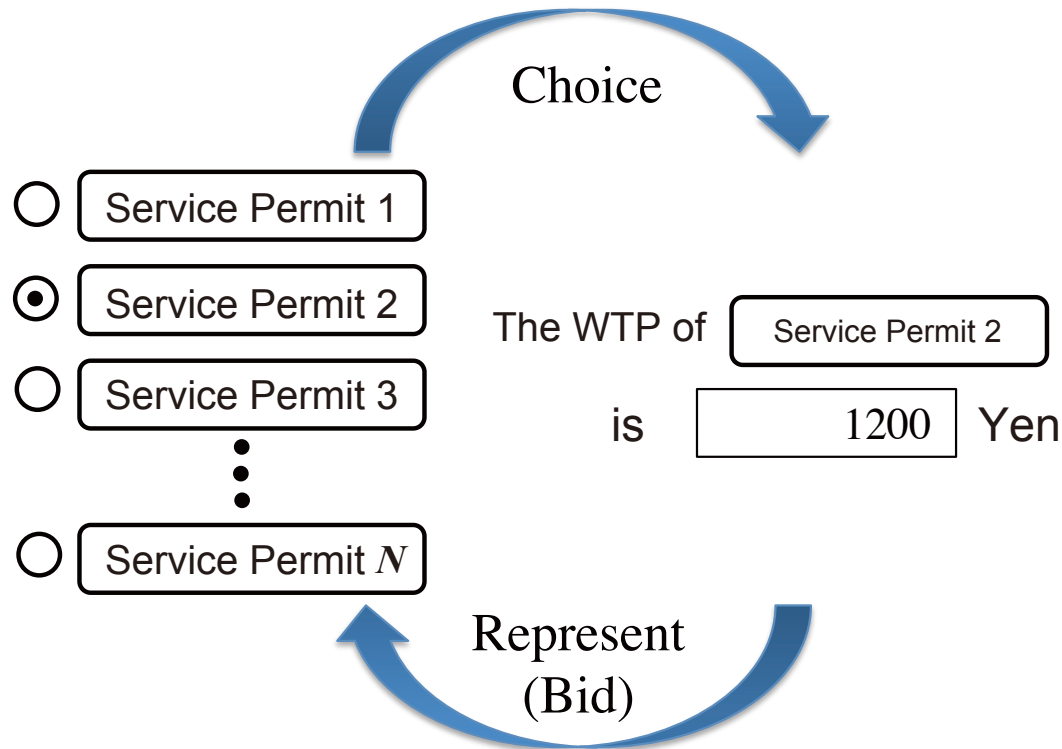 Choice
Service Permit 1
Service Permit 2
Service Permit 3
Service Permit N
The WTP of Service Permit 2
is 1200 Yen
Represent
(Bid)